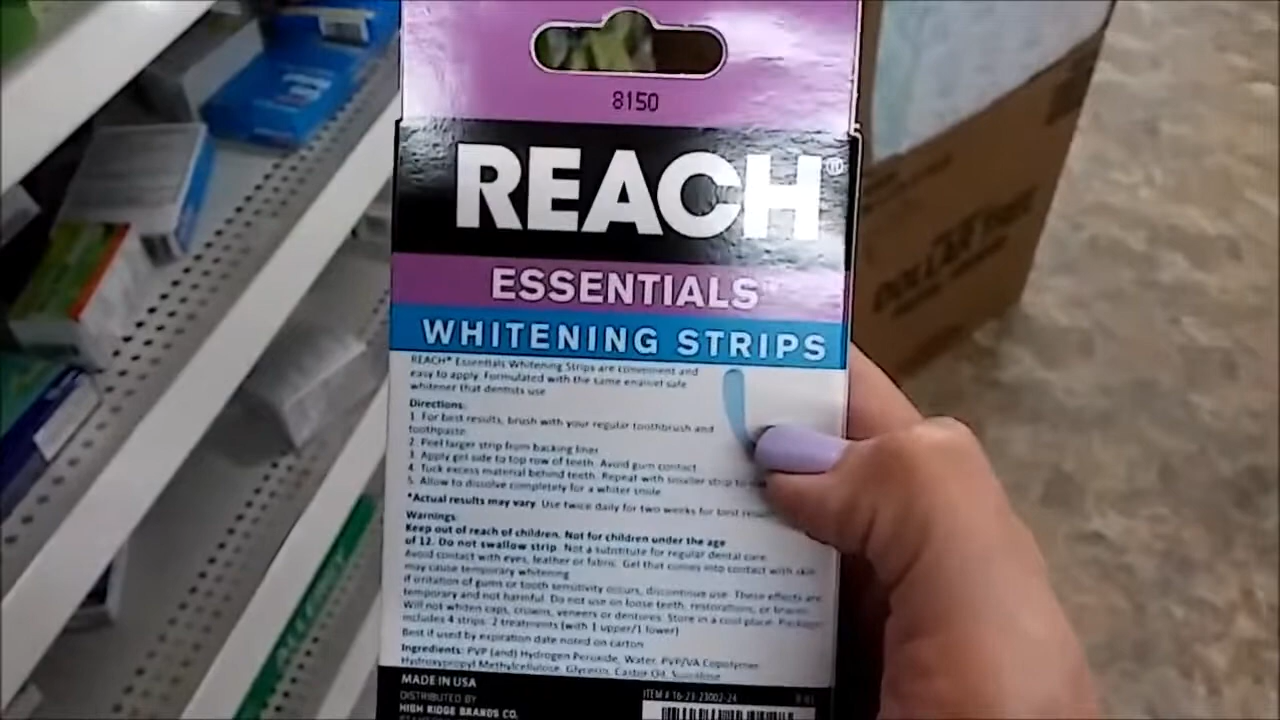 8150
REACH®
ESSENTIALS™
WHITENING STRIPS
REACH® Essentials Whitening Strips are convenient and
easy to apply. Formulated with the same enamel safe
whitener that dentists use
Directions:
1. For best results, brush with your regular toothbrush and
toothpaste.
2. Peel larger strip from backing liner
3. Apply gel side to top row of teeth. Avoid gum contact.
4. Tuck excess material behind teeth. Repeat with smaller strip to
5. Allow to dissolve completely for a whiter smile
*Actual results may vary. Use twice daily for two weeks for best
Warnings:
Keep out of reach of children. Not for children under the age
of 12. Do not swallow strip. Not a substitute for regular dental care.
Avoid contact with eyes, leather or fabric. Gel that comes into contact with skin
may cause temporary whitening
If irritation of gums or tooth sensitivity occurs, discontinue use. These effects are
temporary and not harmful. Do not use on loose teeth, restorations, or braces.
Will not whiten caps, crowns, veneers or dentures. Store in a cool place. Package
includes 4 strips: 2 treatments (with 1 upper/1 lower)
Best if used by expiration date noted on carton
Ingredients: PVP (and) Hydrogen Peroxide, Water, PVP/VA Copolymer
Hydroxypropyl Methylcellulose, Glycerin, Castor Oil, Sucralose
MADE IN USA
DISTRIBUTED BY
HIGH RIDGE BRANDS CO.
ITEM # 16-23-23002-24
DOLLAR TREE